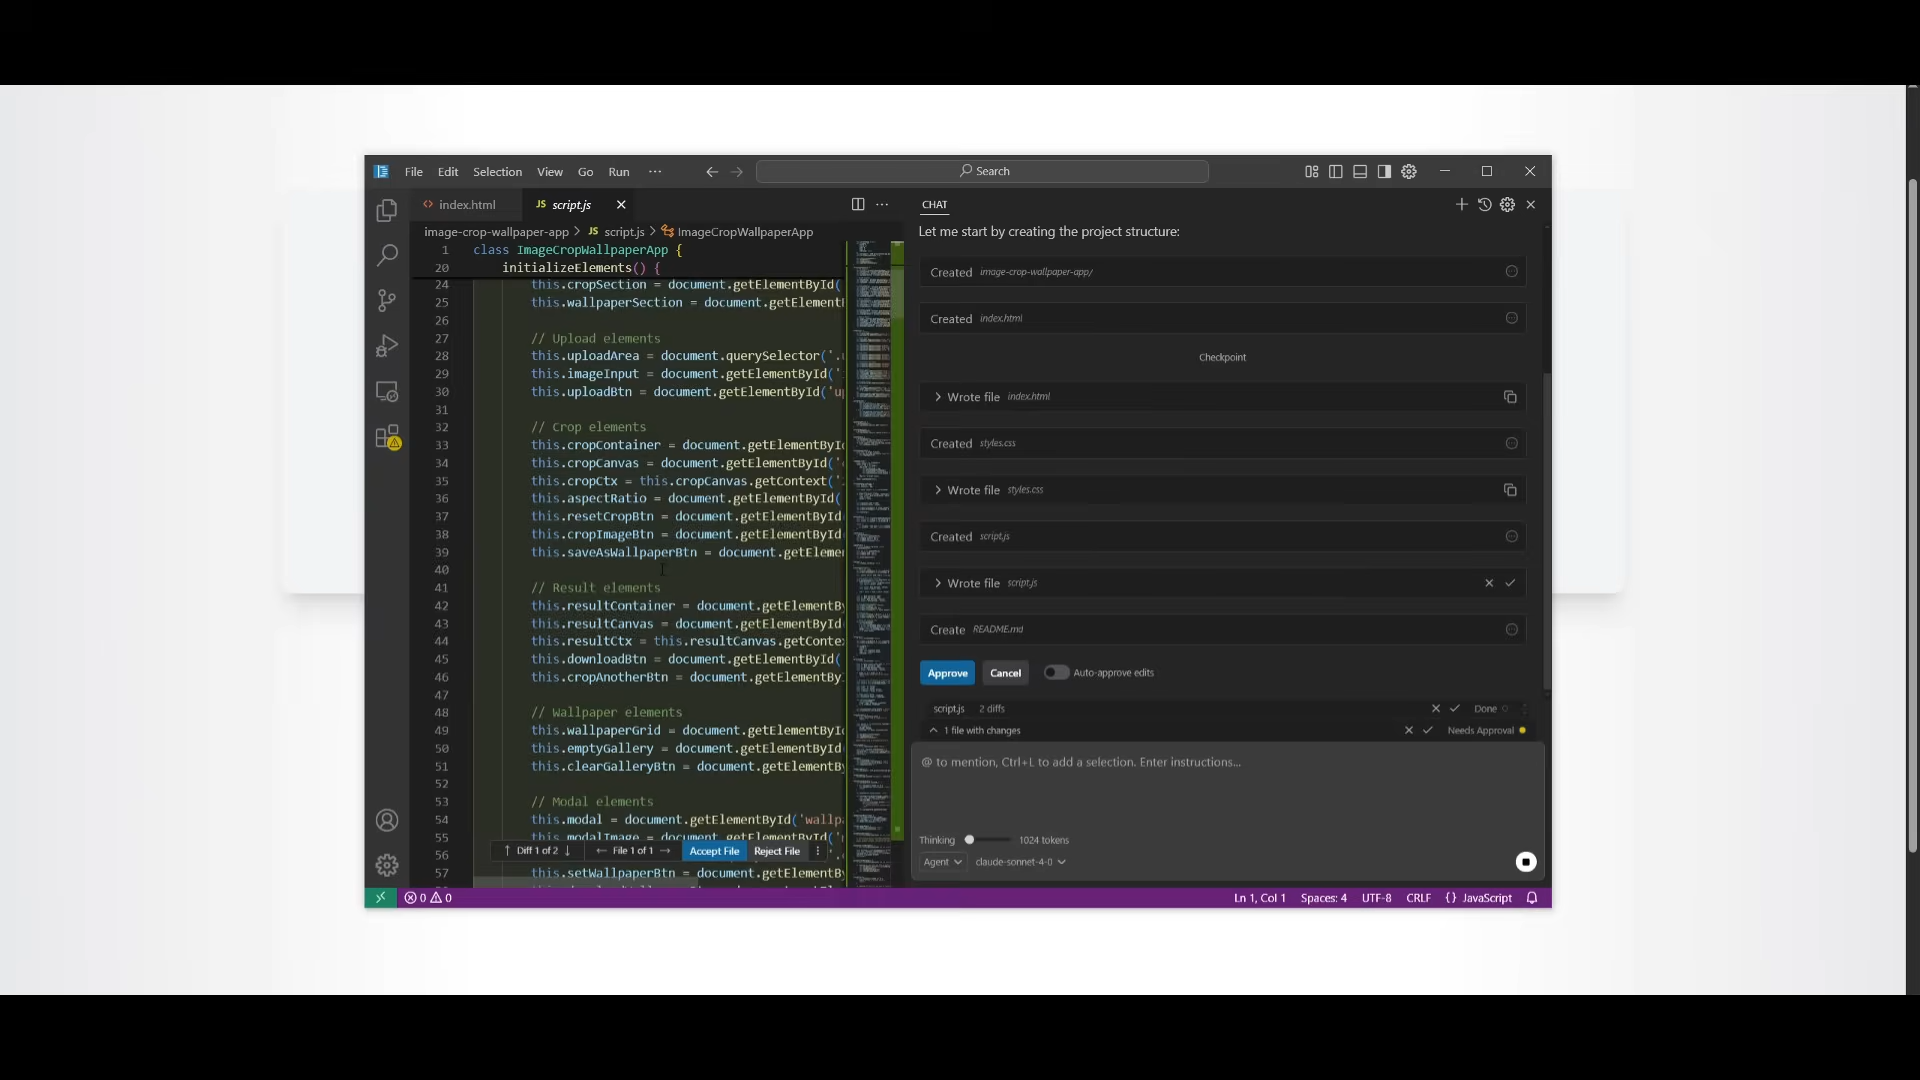 File Edit Selection View Go Run ··· Search
index.html JS script.js
image-crop-wallpaper-app > JS script.js > ImageCropWallpaperApp
1 class ImageCropWallpaperApp {
20 initializeElements() {
24 this.cropSection = document.getElementById(
25 this.wallpaperSection = document.getElement
26
27 // Upload elements
28 this.uploadArea = document.querySelector('.
29 this.imageInput = document.getElementById('
30 this.uploadBtn = document.getElementById('u
31
32 // Crop elements
33 this.cropContainer = document.getElementById
34 this.cropCanvas = document.getElementById('
35 this.cropCtx = this.cropCanvas.getContext('
36 this.aspectRatio = document.getElementById(
37 this.resetCropBtn = document.getElementById
38 this.cropImageBtn = document.getElementById
39 this.saveAsWallpaperBtn = document.getEleme
40
41 // Result elements
42 this.resultContainer = document.getElementBy
43 this.resultCanvas = document.getElementById
44 this.resultCtx = this.resultCanvas.getConte
45 this.downloadBtn = document.getElementById(
46 this.cropAnotherBtn = document.getElementBy
47
48 // Wallpaper elements
49 this.wallpaperGrid = document.getElementById
50 this.emptyGallery = document.getElementById
51 this.clearGalleryBtn = document.getElementBy
52
53 // Modal elements
54 this.modal = document.getElementById('wallp
55 this.modalImage = document.getElementById('
56
57 this.setWallpaperBtn = document.getElementBy
↑ Diff 1 of 2 ↓ ← File 1 of 1 → Accept File Reject File
CHAT
Let me start by creating the project structure:
Created image-crop-wallpaper-app/
Created index.html
Checkpoint
> Wrote file index.html
Created styles.css
> Wrote file styles.css
Created script.js
> Wrote file script.js
Create README.md
Approve Cancel Auto-approve edits
script.js 2 diffs Done
1 file with changes Needs Approval
@ to mention, Ctrl+L to add a selection. Enter instructions...
Thinking 1024 tokens
Agent claude-sonnet-4-0
0 0 Ln 1, Col 1 Spaces: 4 UTF-8 CRLF {} JavaScript